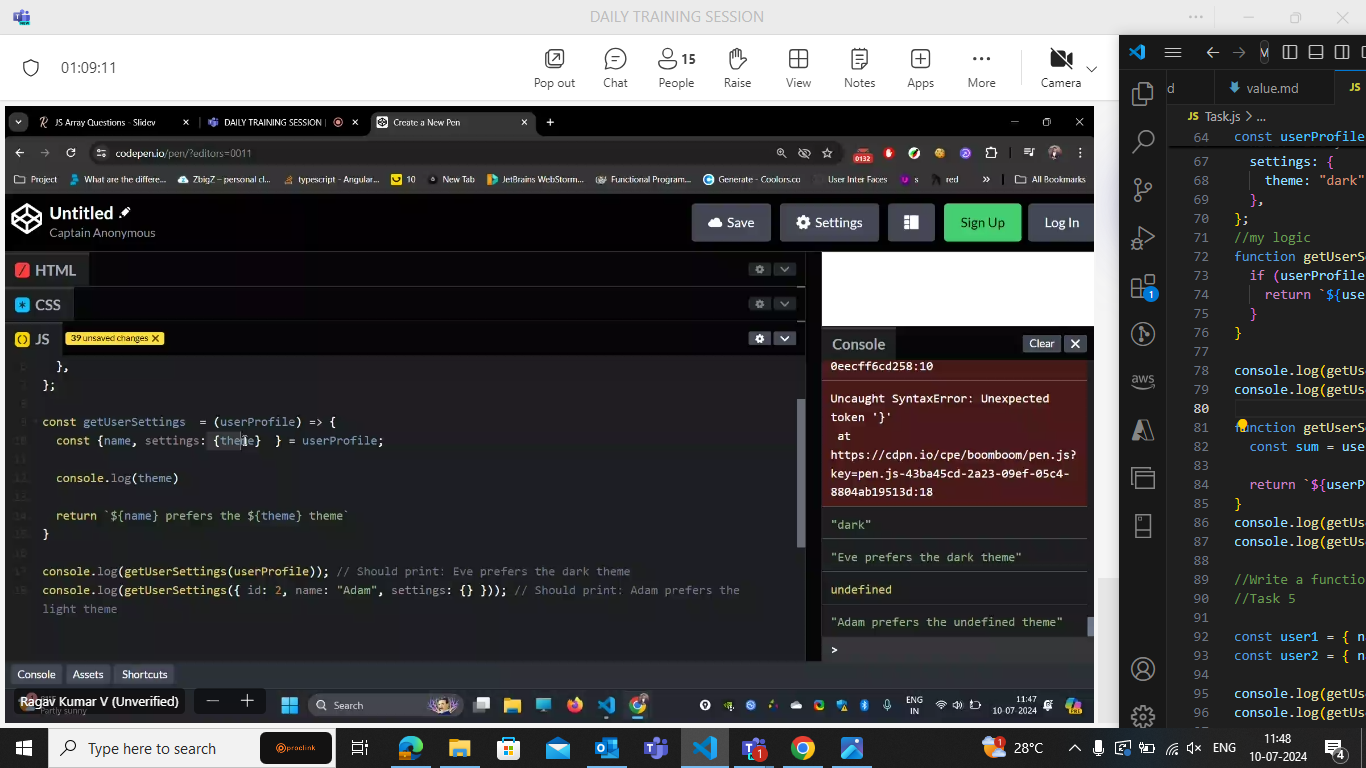 DAILY TRAINING SESSION
01:09:11
Pop out
Chat
15
People
Raise
View
Notes
Apps
More
Camera
JS Array Questions - Slidev
DAILY TRAINING SESSION |
Create a New Pen
codepen.io/pen/?editors=0011
0132
Project
What are the differe...
ZbigZ – personal cl...
typescript - Angular...
10
New Tab
JetBrains WebStorm...
Functional Program...
Generate - Coolors.co
User Inter Faces
s
red
»
All Bookmarks
Untitled
Captain Anonymous
Save
Settings
Sign Up
Log In
HTML
CSS
JS
39 unsaved changes X
},
};
const getUserSettings  = (userProfile) => {
const {name, settings: {theme}  } = userProfile;
console.log(theme)
return `${name} prefers the ${theme} theme`
}
console.log(getUserSettings(userProfile)); // Should print: Eve prefers the dark theme
console.log(getUserSettings({ id: 2, name: "Adam", settings: {} })); // Should print: Adam prefers the
light theme
Console
Clear
0eecff6cd258:10
Uncaught SyntaxError: Unexpected
token '}'
at
https://cdpn.io/cpe/boomboom/pen.js?
key=pen.js-43ba45cd-2a23-09ef-05c4-
8804ab19513d:18
"dark"
"Eve prefers the dark theme"
undefined
"Adam prefers the undefined theme"
>
Console
Assets
Shortcuts
Ragav Kumar V (Unverified)
Partly sunny
Search
ENG
IN
11:47
10-07-2024
value.md
JS
JS Task.js > ...
64 const userProfile
67 settings: {
68 theme: "dark"
69 },
70 };
71 //my logic
72 function getUserSe
73 if (userProfile
74 return `${use
75 }
76 }
77
78 console.log(getUs
79 console.log(getUs
80
81 function getUserSe
82 const sum = use
83
84 return `${userP
85 }
86 console.log(getUs
87 console.log(getUs
88
89 //Write a functio
90 //Task 5
91
92 const user1 = { n
93 const user2 = { n
94
95 console.log(getUs
96 console.log(getUs
1
aws
Type here to search
proclink
1
1
28°C
ENG
11:48
10-07-2024
4